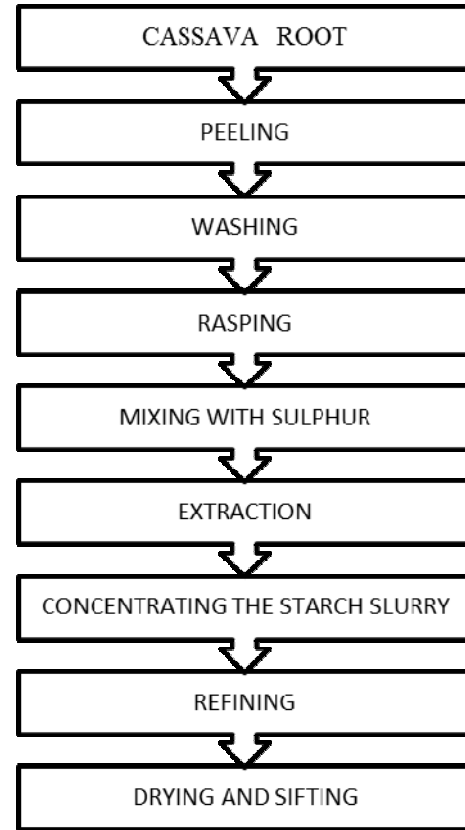 CASSAVA ROOT
PEELING
WASHING
RASPING
MIXING WITH SULPHUR
EXTRACTION
CONCENTRATING THE STARCH SLURRY
REFINING
DRYING AND SIFTING